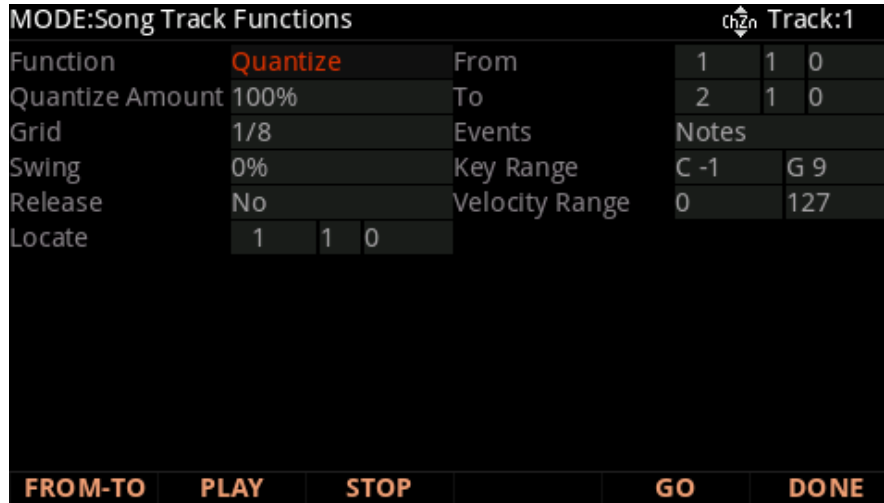 MODE:Song Track Functions ChZn Track:1
Function Quantize From 1 1 0
Quantize Amount 100% To 2 1 0
Grid 1/8 Events Notes
Swing 0% Key Range C -1 G 9
Release No Velocity Range 0 127
Locate 1 1 0
FROM-TO PLAY STOP GO DONE